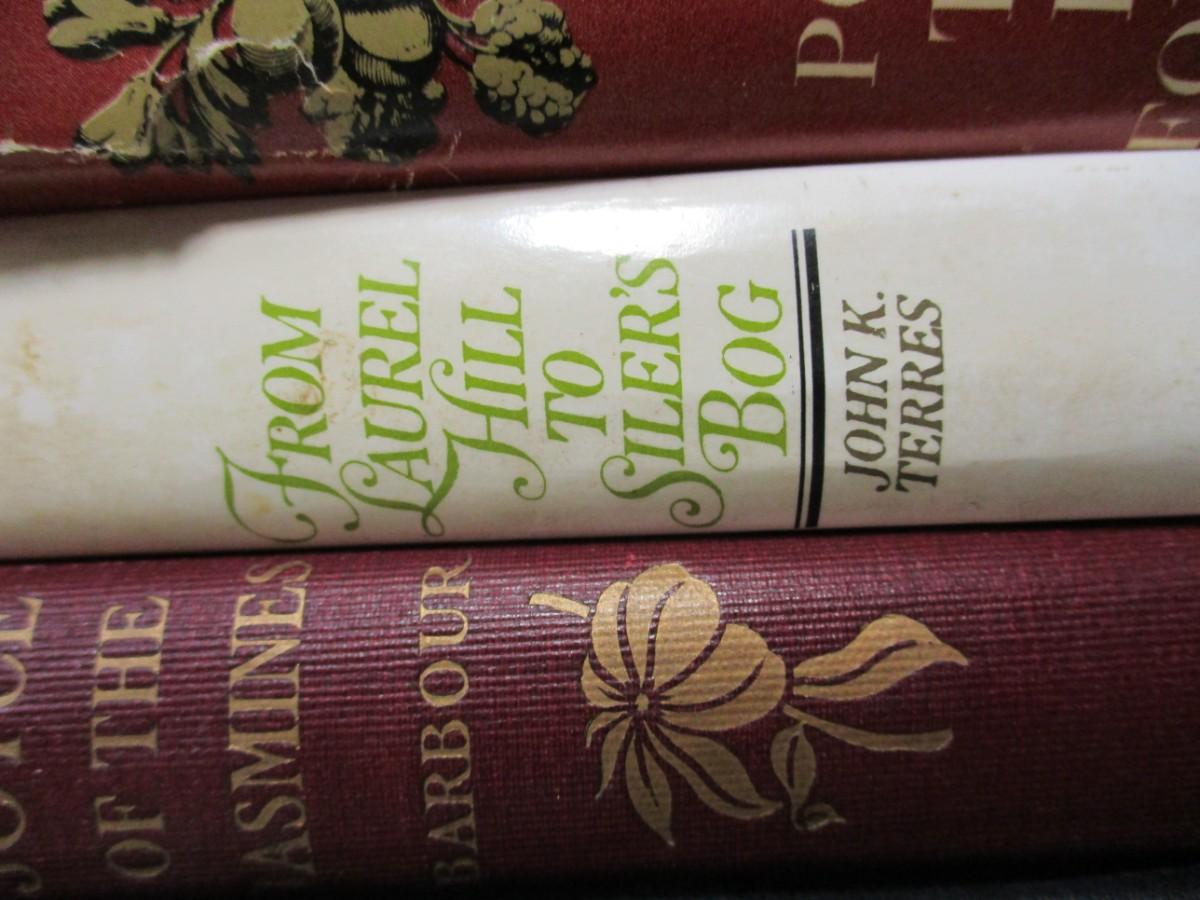 FROM
LAUREL
HILL
TO
SILER'S
BOG
JOHN K.
TERRES
OF THE
JASMINES
BARBOUR